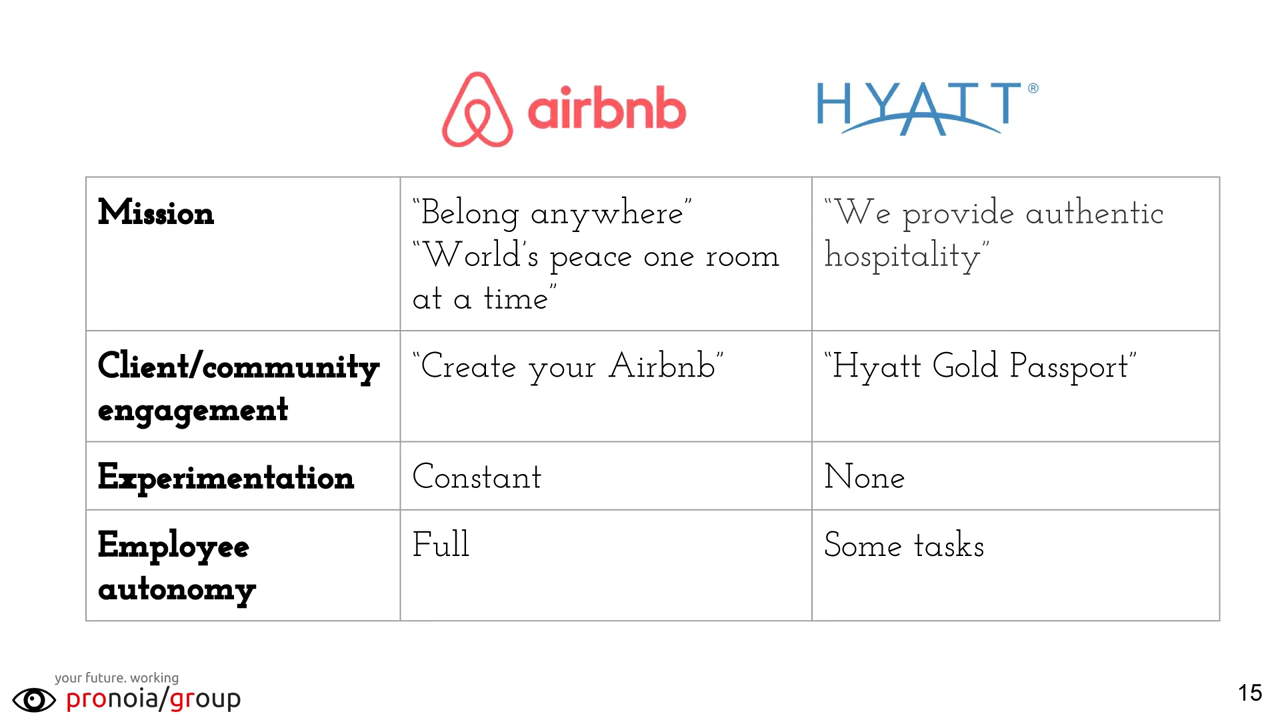 airbnb
HYATT®
Mission
“Belong anywhere”
“World’s peace one room
at a time”
“We provide authentic
hospitality”
Client/community
engagement
“Create your Airbnb”
“Hyatt Gold Passport”
Experimentation
Constant
None
Employee
autonomy
Full
Some tasks
your future. working
pronoia/group
15